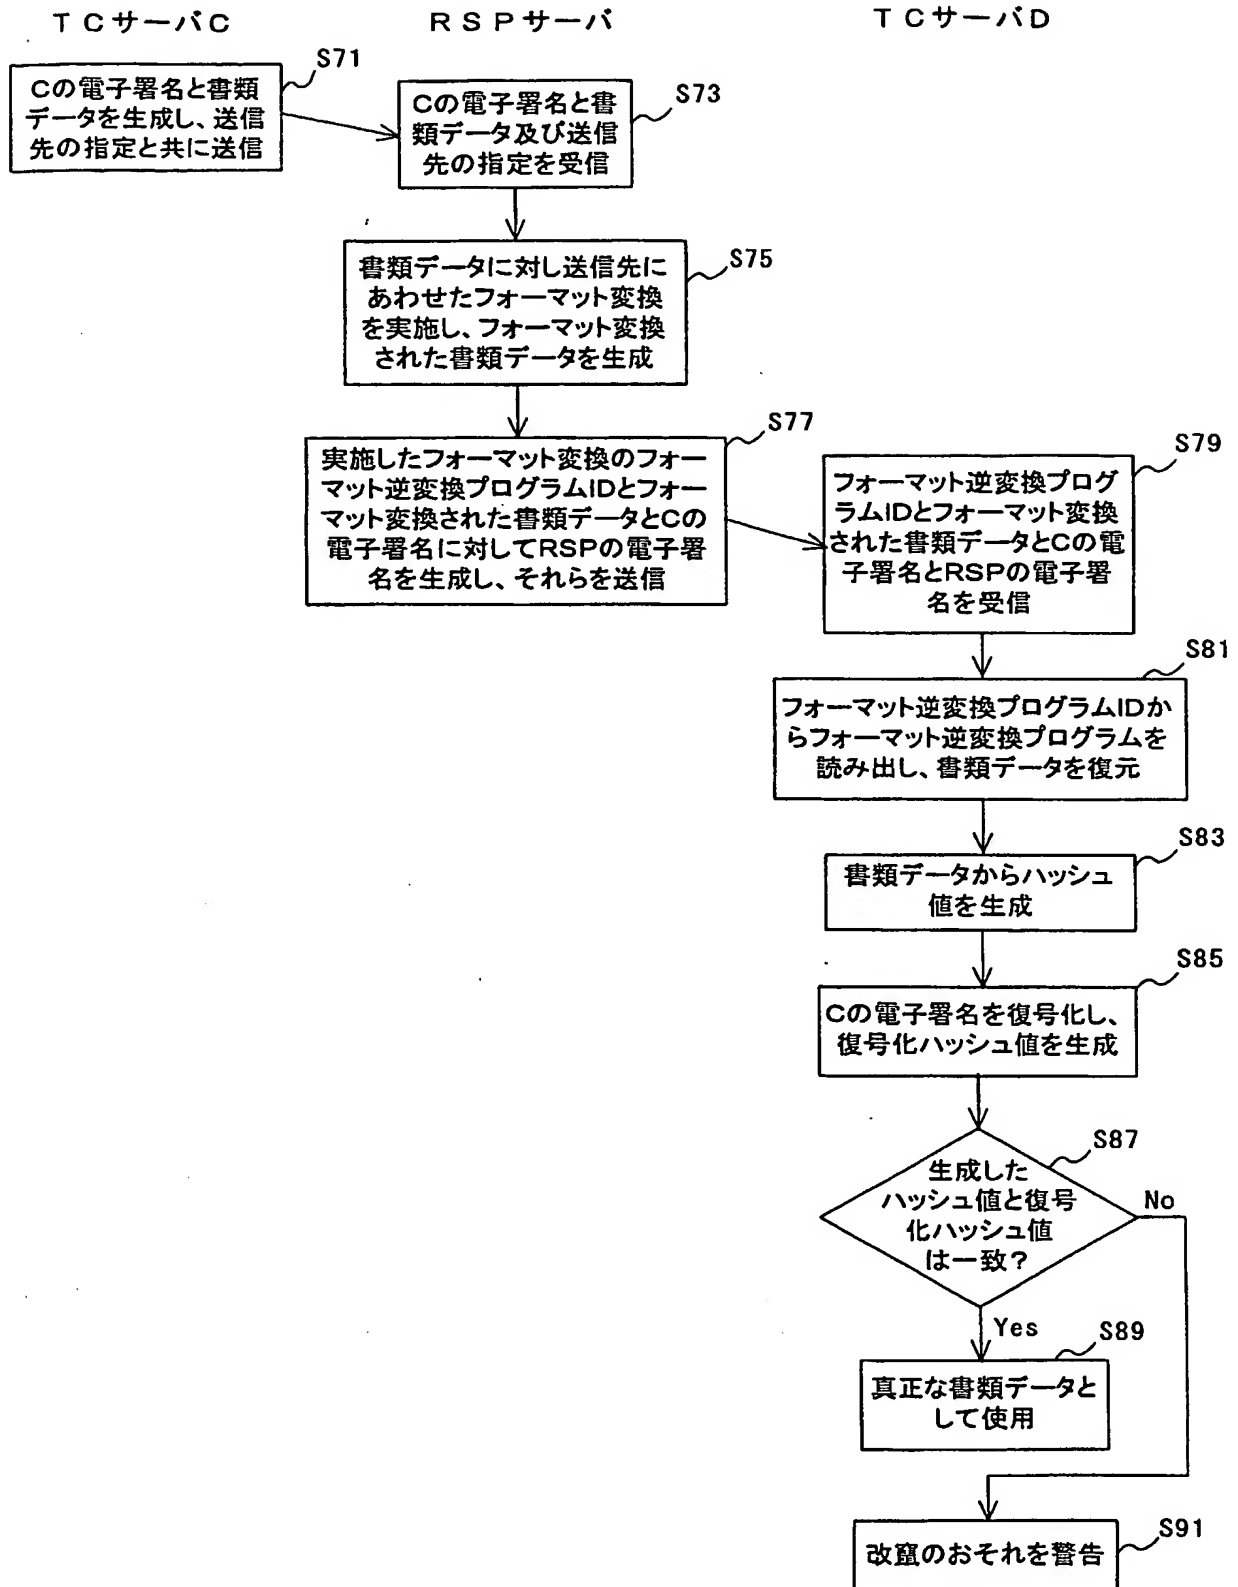 TCサーバC
RSPサーバ
TCサーバD
S71
Cの電子署名と書類
データを生成し、送信
先の指定と共に送信
S73
Cの電子署名と書
類データ及び送信
先の指定を受信
S75
書類データに対し送信先に
あわせたフォーマット変換
を実施し、フォーマット変換
された書類データを生成
S77
実施したフォーマット変換のフォー
マット逆変換プログラムIDとフォー
マット変換された書類データとCの
電子署名に対してRSPの電子署
名を生成し、それらを送信
S79
フォーマット逆変換プログ
ラムIDとフォーマット変換
された書類データとCの電
子署名とRSPの電子署
名を受信
S81
フォーマット逆変換プログラムIDか
らフォーマット逆変換プログラムを
読み出し、書類データを復元
S83
書類データからハッシュ
値を生成
S85
Cの電子署名を復号化し、
復号化ハッシュ値を生成
S87
生成した
ハッシュ値と復号
化ハッシュ値
は一致？
No
Yes
S89
真正な書類データと
して使用
S91
改竄のおそれを警告